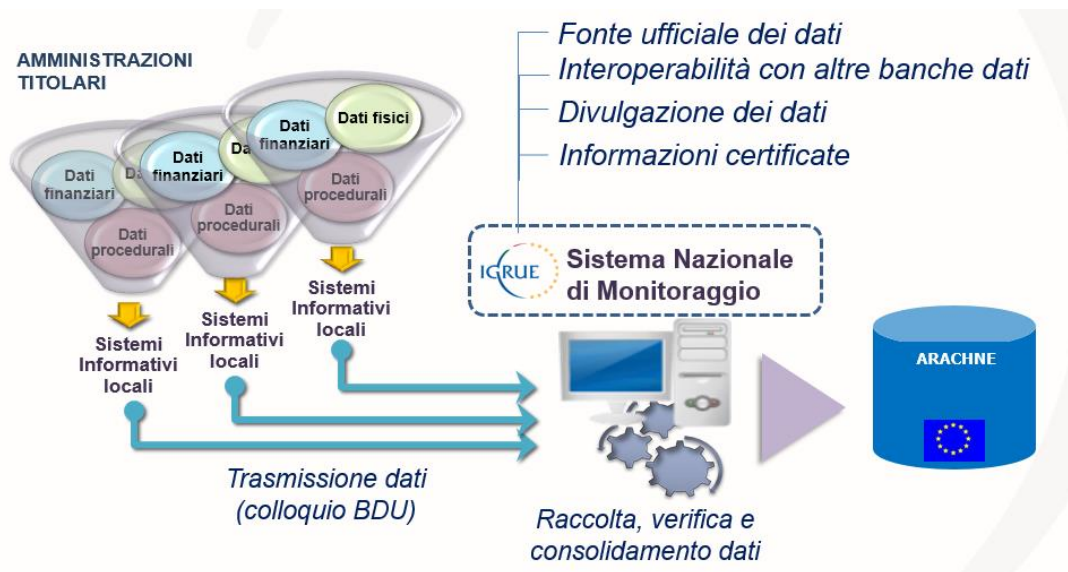 AMMINISTRAZIONI
TITOLARI
Dati
finanziari
Da
Dati
procedurali
Dati
finanziari
Da
Dati
procedurali
Dati
finanziari
Dati fisici
Dati
procedurali
Sistemi
Informativi
locali
Sistemi
Informativi
locali
Sistemi
Informativi
locali
Trasmissione dati
(colloquio BDU)
Fonte ufficiale dei dati
Interoperabilità con altre banche dati
Divulgazione dei dati
Informazioni certificate
IGRUE
Sistema Nazionale
di Monitoraggio
Raccolta, verifica e
consolidamento dati
ARACHNE